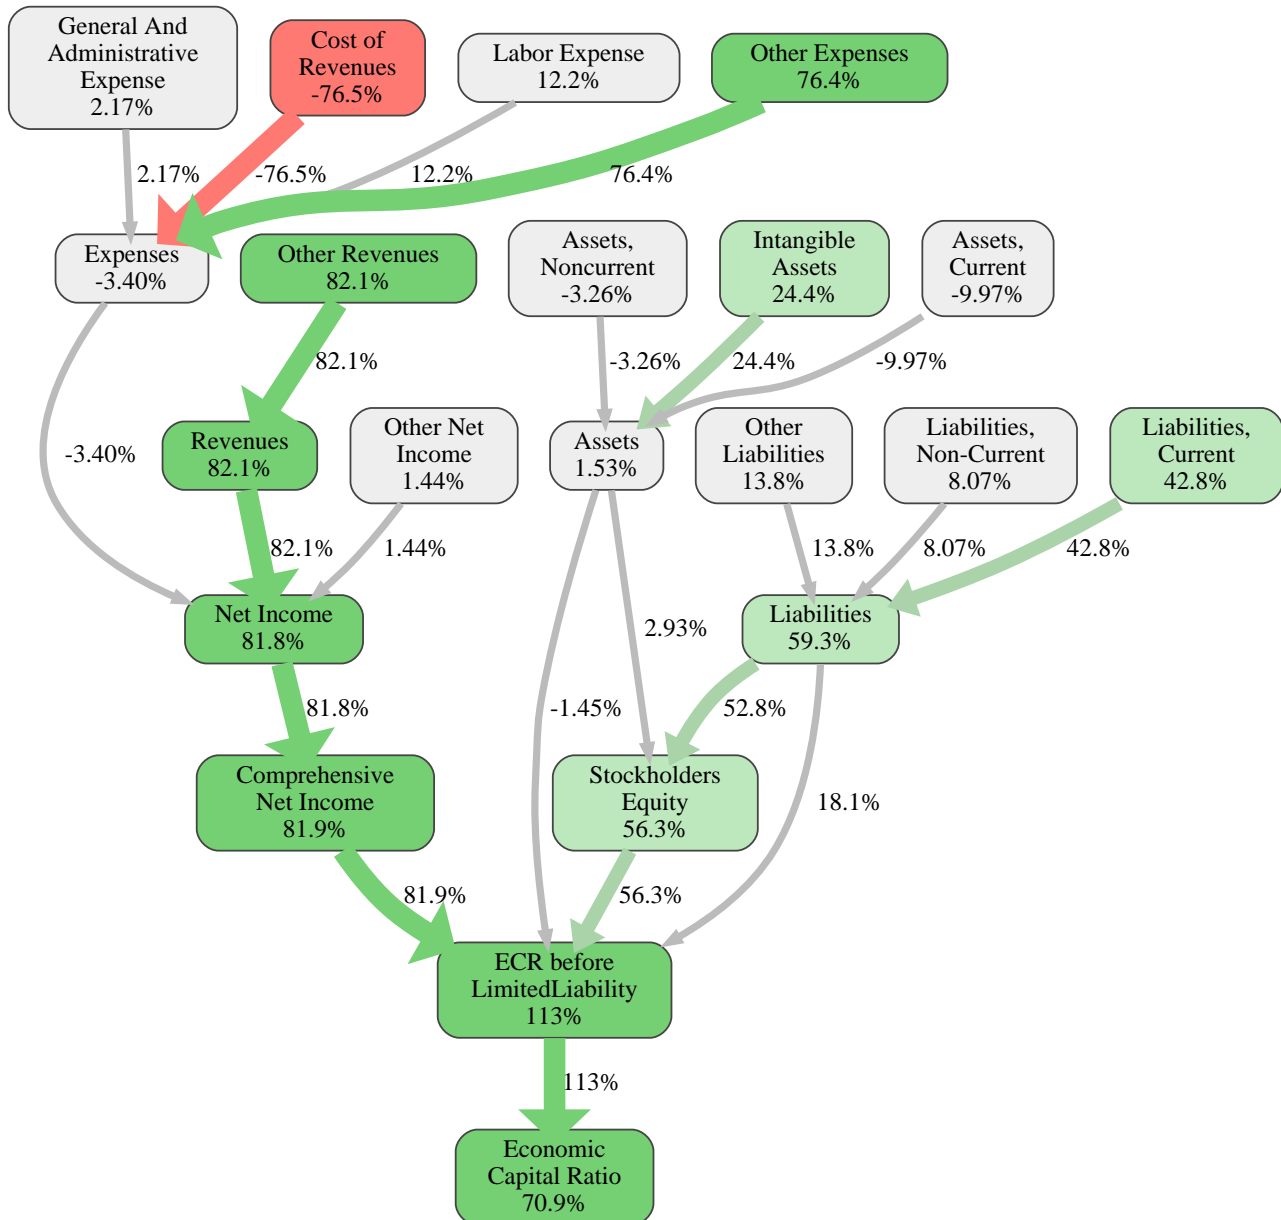 General And
Administrative
Expense
2.17%
Cost of
Revenues
-76.5%
Labor Expense
12.2%
Other Expenses
76.4%
2.17%
-76.5%
12.2%
76.4%
Expenses
-3.40%
Other Revenues
82.1%
Assets,
Noncurrent
-3.26%
Intangible
Assets
24.4%
Assets,
Current
-9.97%
82.1%
-3.26%
24.4%
-9.97%
-3.40%
Revenues
82.1%
Other Net
Income
1.44%
Assets
1.53%
Other
Liabilities
13.8%
Liabilities,
Non-Current
8.07%
Liabilities,
Current
42.8%
82.1%
1.44%
13.8%
8.07%
42.8%
Net Income
81.8%
2.93%
Liabilities
59.3%
81.8%
-1.45%
52.8%
Comprehensive
Net Income
81.9%
Stockholders
Equity
56.3%
18.1%
81.9%
56.3%
ECR before
LimitedLiability
113%
113%
Economic
Capital Ratio
70.9%